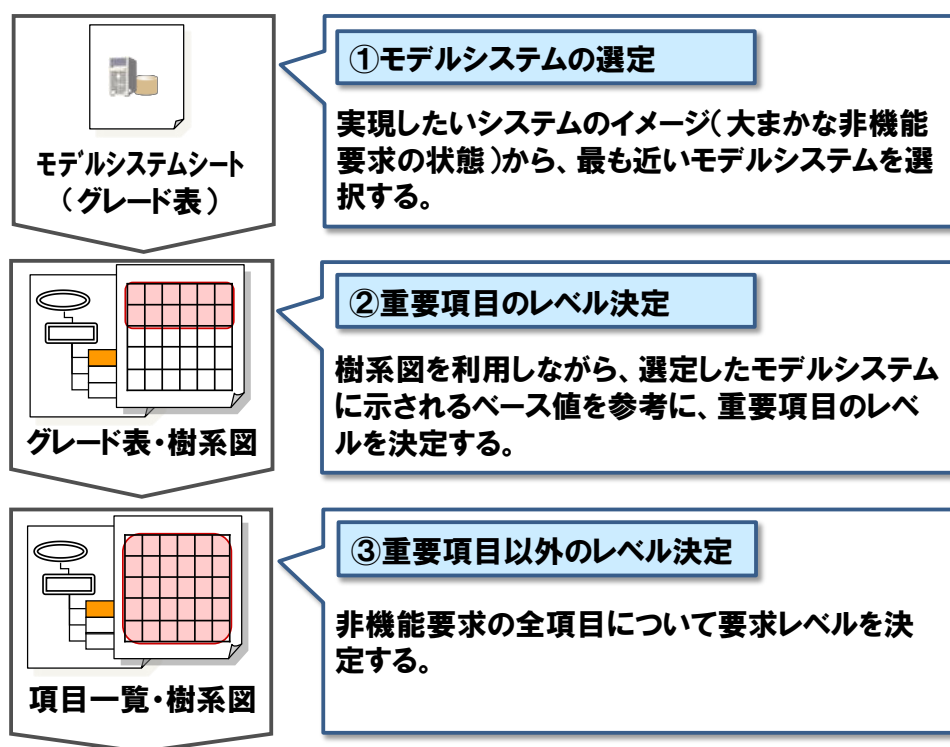 ①モデルシステムの選定
実現したいシステムのイメージ(大まかな非機能
要求の状態)から、最も近いモデルシステムを選
択する。
モデルシステムシート
(グレード表)
②重要項目のレベル決定
樹系図を利用しながら、選定したモデルシステム
に示されるベース値を参考に、重要項目のレベ
ルを決定する。
グレード表・樹系図
③重要項目以外のレベル決定
非機能要求の全項目について要求レベルを決
定する。
項目一覧・樹系図